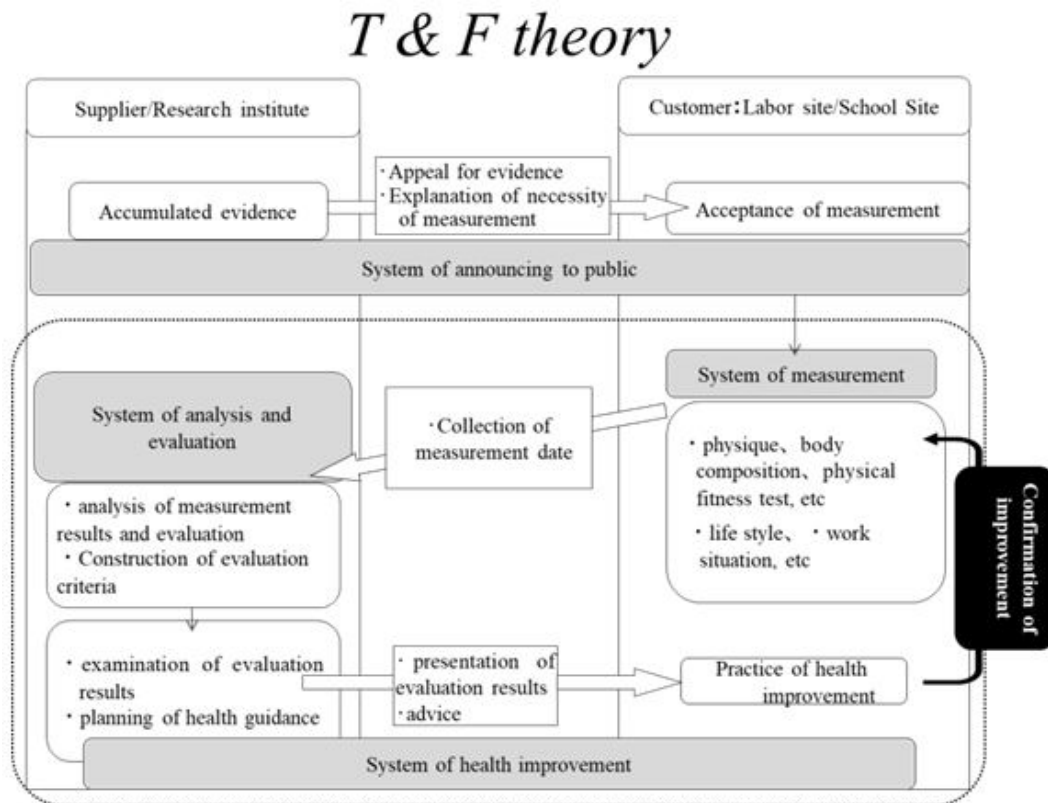 T & F theory
Supplier/Research institute
Customer:Labor site/School Site
・Appeal for evidence
・Explanation of necessity
of measurement
Accumulated evidence
Acceptance of measurement
System of announcing to public
System of measurement
System of analysis and
evaluation
・Collection of
measurement date
・physique、body
composition、physical
fitness test, etc
・life style、・work
situation, etc
Confirmation of
improvement
・analysis of measurement
results and evaluation
・Construction of evaluation
criteria
・examination of evaluation
results
・planning of health guidance
・presentation of
evaluation results
・advice
Practice of health
improvement
System of health improvement